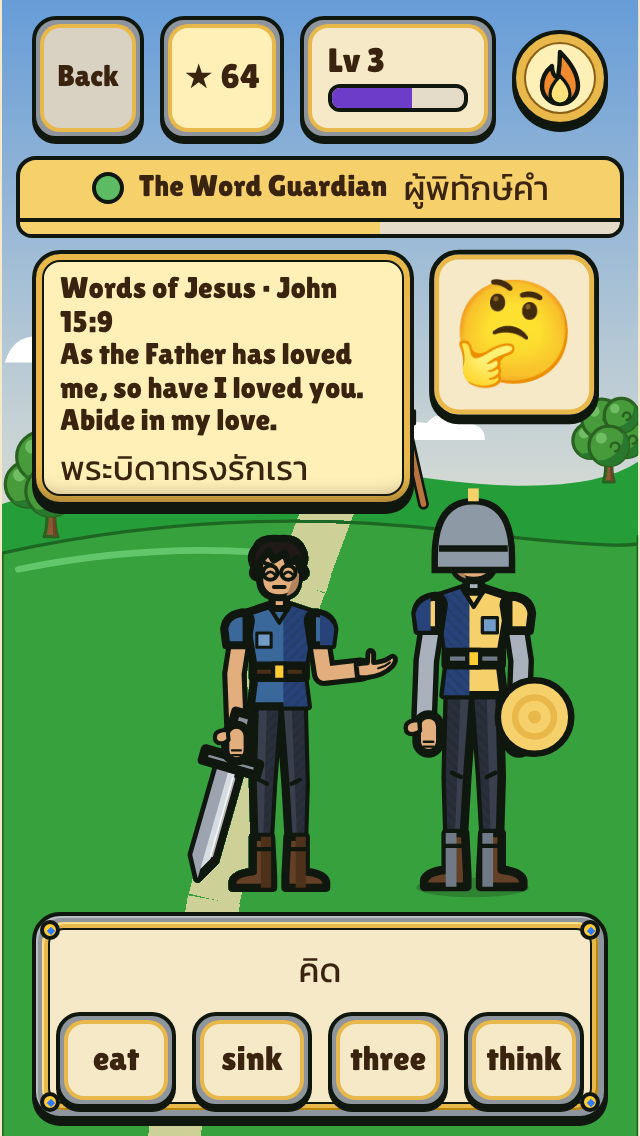 Back
★ 64
Lv 3
The Word Guardian ผู้พิทักษ์คำ
Words of Jesus · John
15:9
As the Father has loved
me, so have I loved you.
Abide in my love.
พระบิดาทรงรักเรา
คิด
eat
sink
three
think